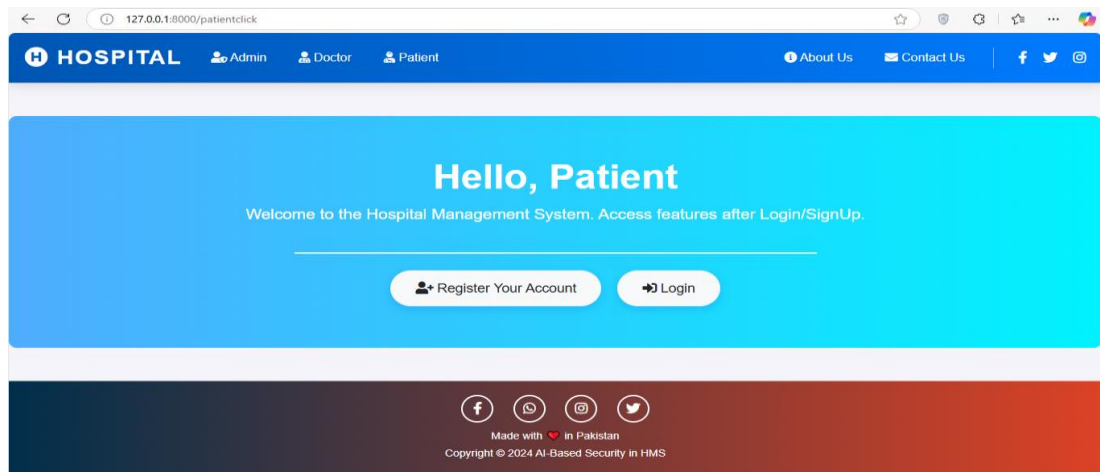 127.0.0.1:8000/patientclick
H HOSPITAL Admin Doctor Patient About Us Contact Us
Hello, Patient
Welcome to the Hospital Management System. Access features after Login/SignUp.
Register Your Account Login
Made with ❤ in Pakistan
Copyright © 2024 AI-Based Security in HMS